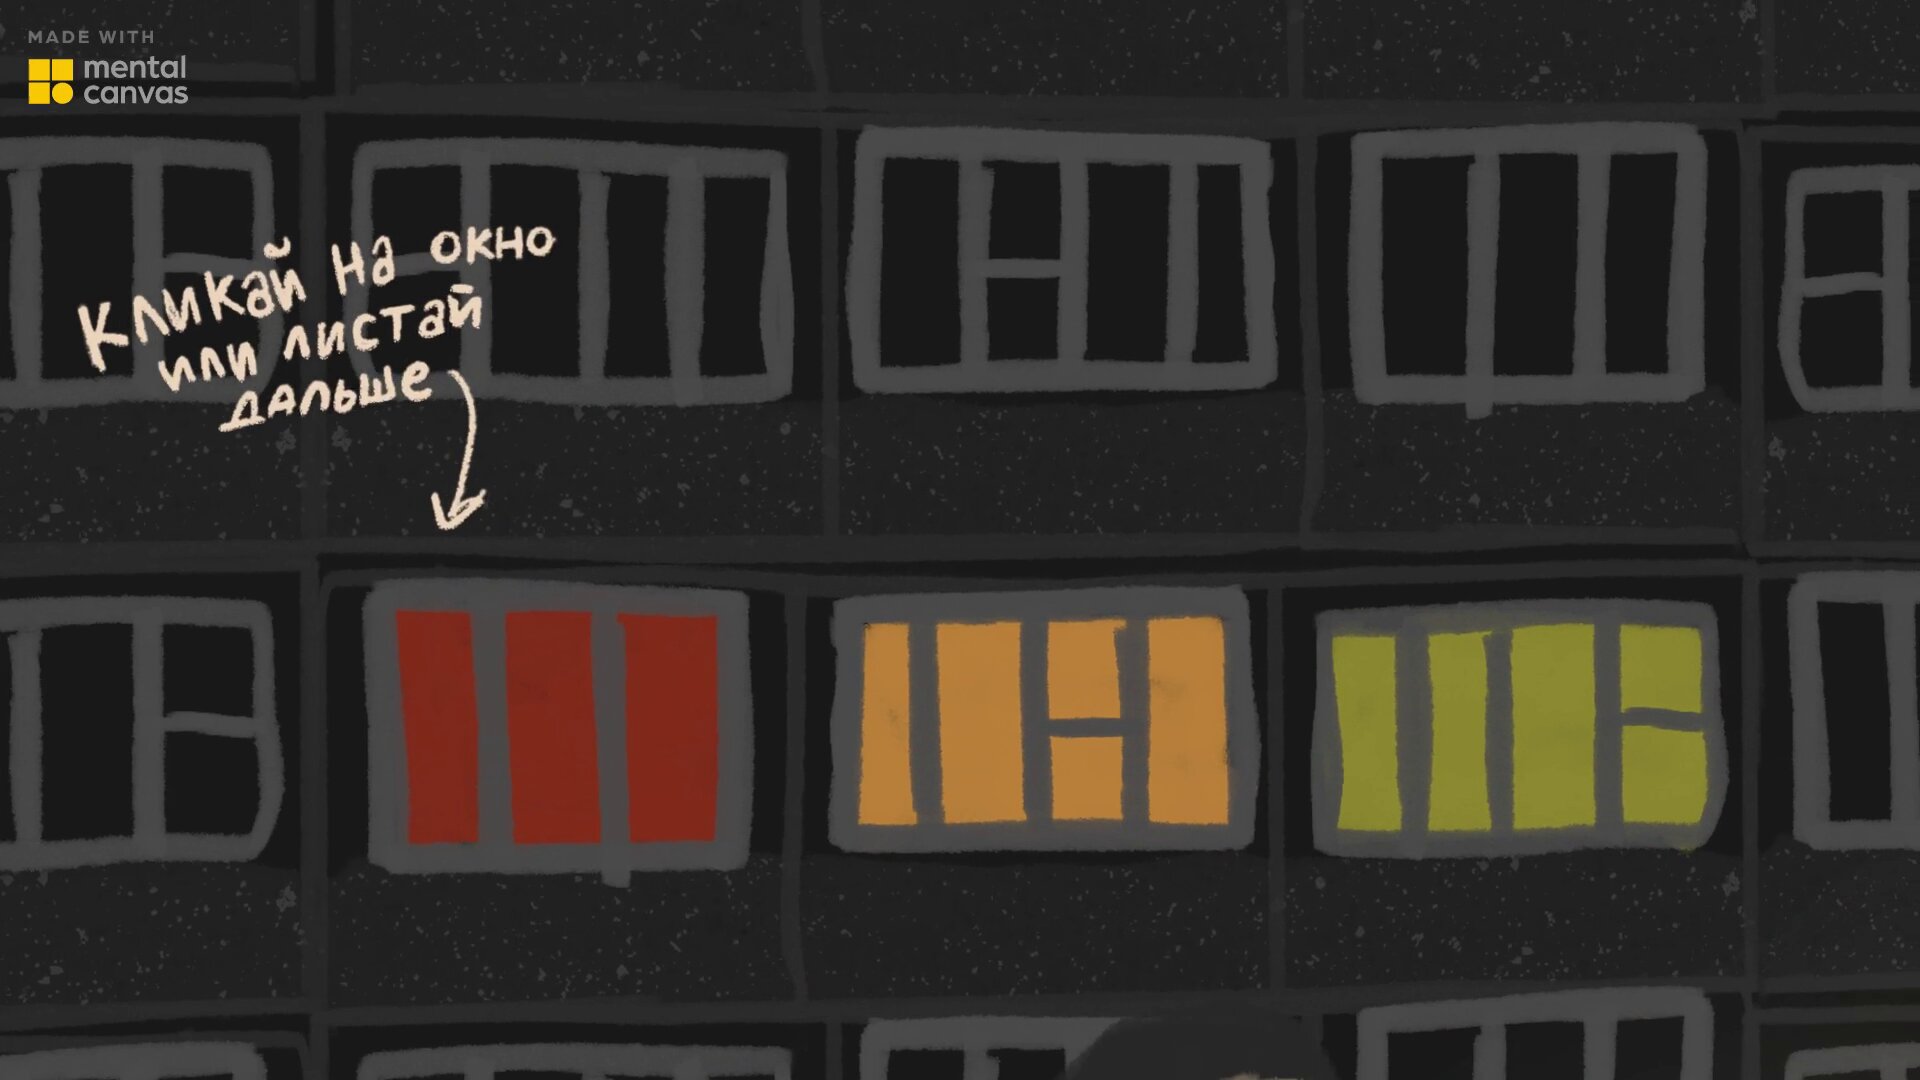 MADE WITH
mental
canvas
Кликай на окно
или листай
дальше